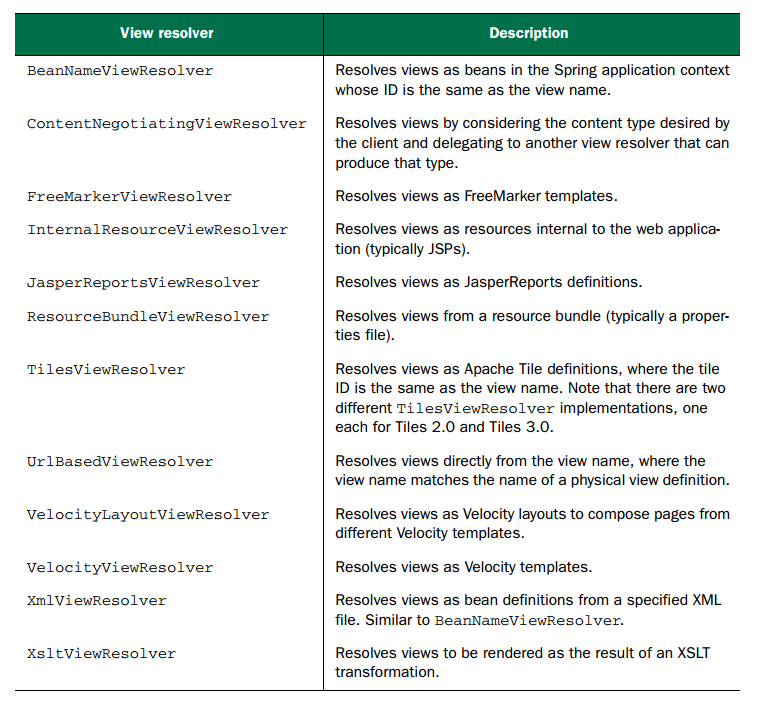 View resolver Description
BeanNameViewResolver Resolves views as beans in the Spring application context
whose ID is the same as the view name.
ContentNegotiatingViewResolver Resolves views by considering the content type desired by
the client and delegating to another view resolver that can
produce that type.
FreeMarkerViewResolver Resolves views as FreeMarker templates.
InternalResourceViewResolver Resolves views as resources internal to the web applica-
tion (typically JSPs).
JasperReportsViewResolver Resolves views as JasperReports definitions.
ResourceBundleViewResolver Resolves views from a resource bundle (typically a proper-
ties file).
TilesViewResolver Resolves views as Apache Tile definitions, where the tile
ID is the same as the view name. Note that there are two
different TilesViewResolver implementations, one
each for Tiles 2.0 and Tiles 3.0.
UrlBasedViewResolver Resolves views directly from the view name, where the
view name matches the name of a physical view definition.
VelocityLayoutViewResolver Resolves views as Velocity layouts to compose pages from
different Velocity templates.
VelocityViewResolver Resolves views as Velocity templates.
XmlViewResolver Resolves views as bean definitions from a specified XML
file. Similar to BeanNameViewResolver.
XsltViewResolver Resolves views to be rendered as the result of an XSLT
transformation.